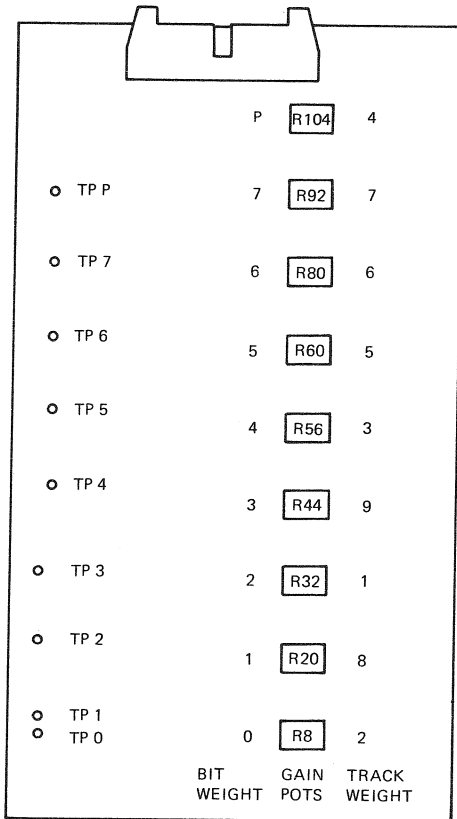 P R104 4
TP P 7 R92 7
TP 7 6 R80 6
TP 6 5 R60 5
TP 5 4 R56 3
TP 4 3 R44 9
TP 3 2 R32 1
TP 2 1 R20 8
TP 1
TP 0 0 R8 2
BIT GAIN TRACK
WEIGHT POTS WEIGHT